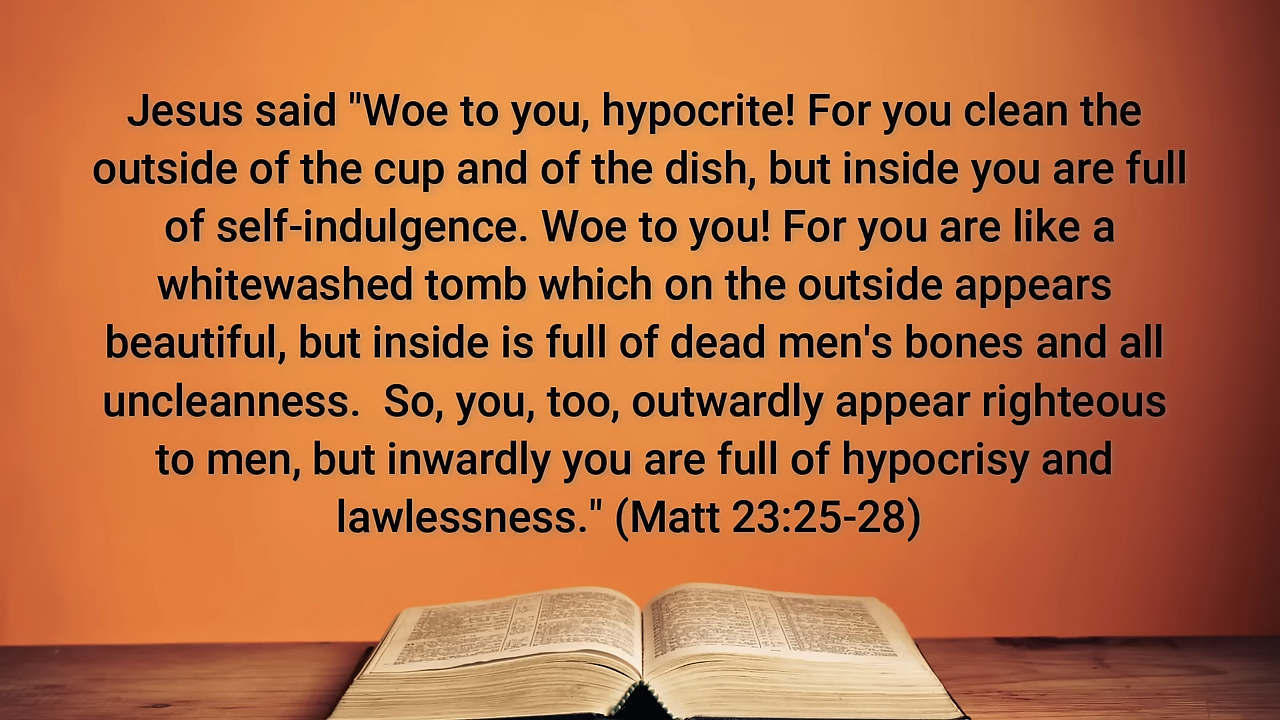 Jesus said "Woe to you, hypocrite! For you clean the
outside of the cup and of the dish, but inside you are full
of self-indulgence. Woe to you! For you are like a
whitewashed tomb which on the outside appears
beautiful, but inside is full of dead men's bones and all
uncleanness.  So, you, too, outwardly appear righteous
to men, but inwardly you are full of hypocrisy and
lawlessness." (Matt 23:25-28)